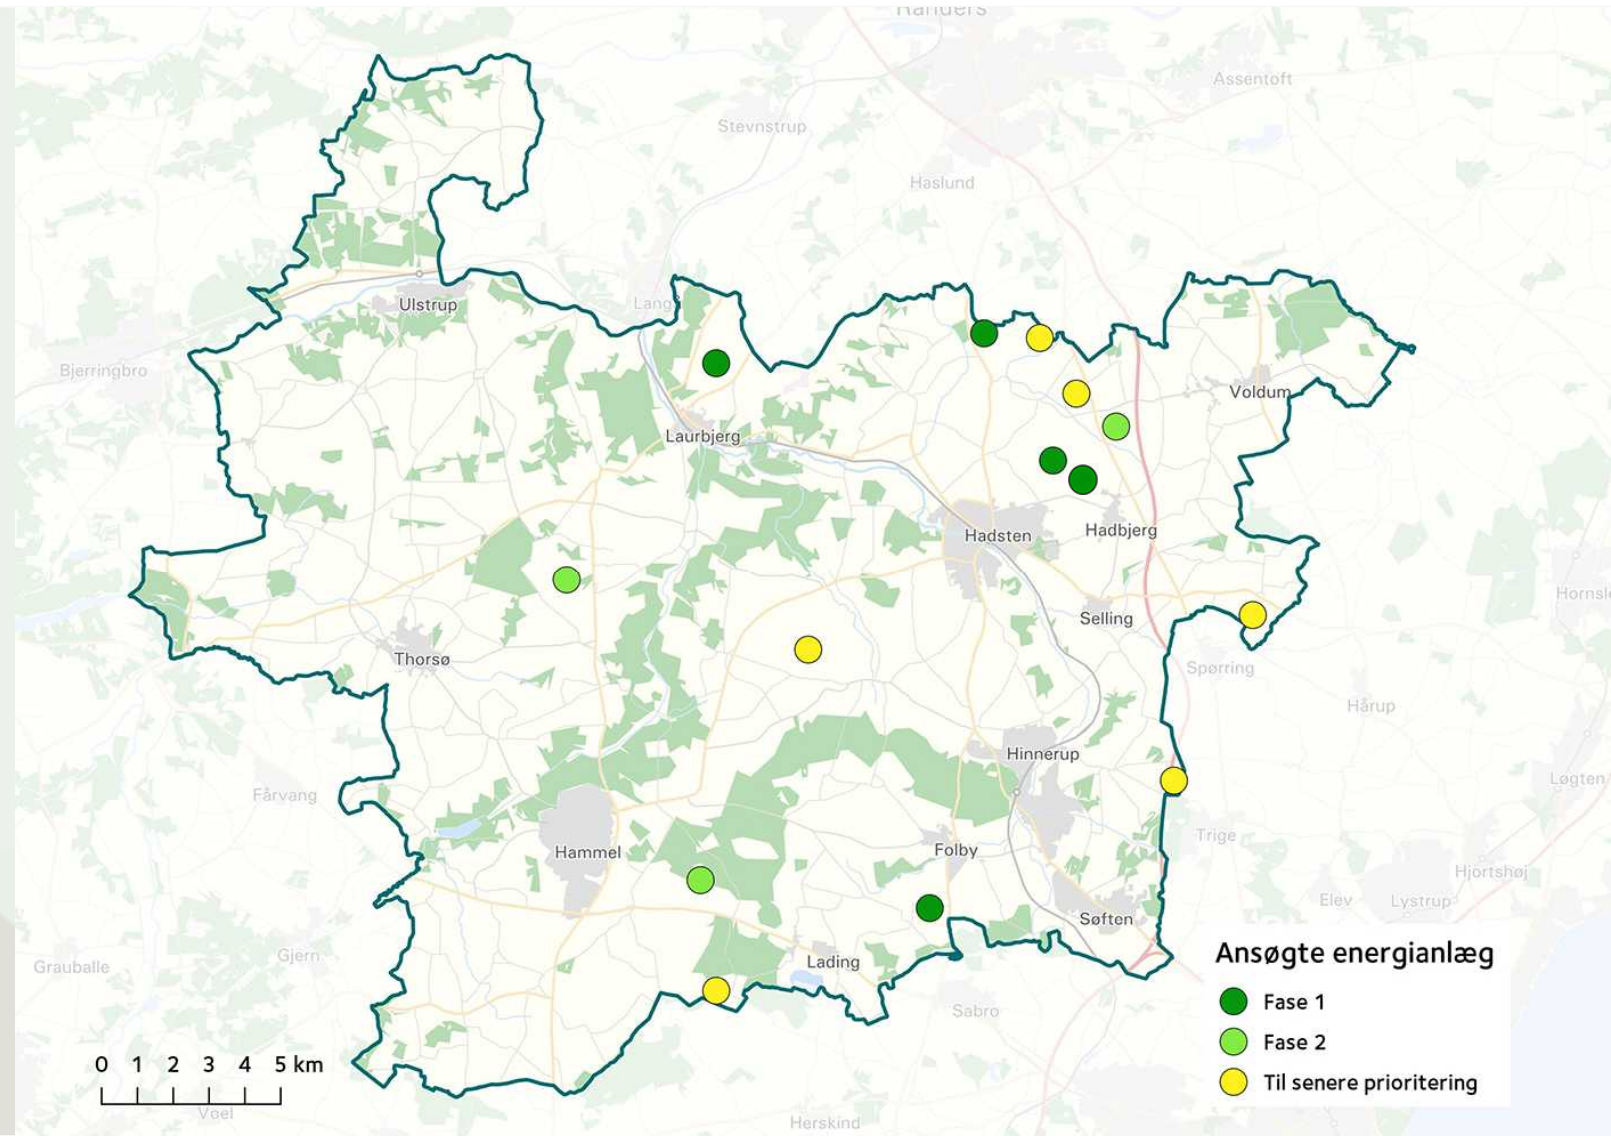 Randers
Assentoft
Stevnstrup
Haslund
Ulstrup
Lang
Bjerringbro
Voldum
Laurbjerg
Hadsten
Hadbjerg
Selling
Thorsø
Spørring
Hårup
Hinnerup
Fårvang
Løgten
Trige
Hammel
Folby
Hjortshøj
Elev
Lystrup
Søften
Gjern
Grauballe
Lading
Sabro
Voel
Herskind
Ansøgte energianlæg
Fase 1
Fase 2
Til senere prioritering
0 1 2 3 4 5 km